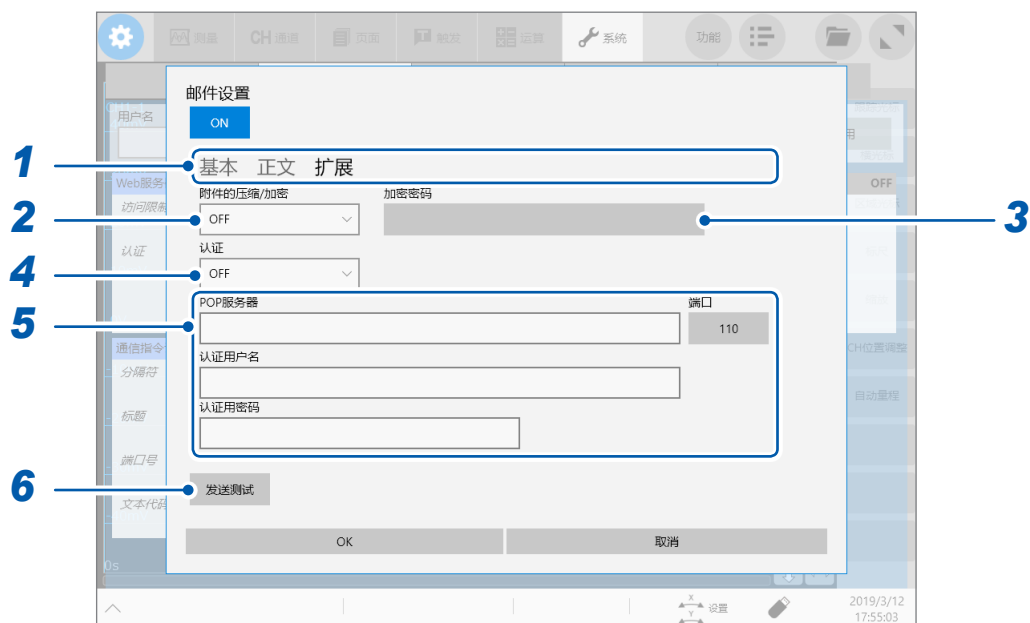 测量 CH 通道 页面 触发 运算 系统 功能
邮件设置
ON
用户名
1
基本 正文 扩展
Web服务
OFF
附件的压缩/加密 加密密码
访问限制
2 OFF 3
认证 认证
4 OFF
POP服务器 端口
5 110
通信指令 CH位置调整
认证用户名
分隔符
自动量程
认证用密码
标题
端口号
6 发送测试
文本代码
OK 取消
0s
X
Y
设置
2019/3/12
17:55:03